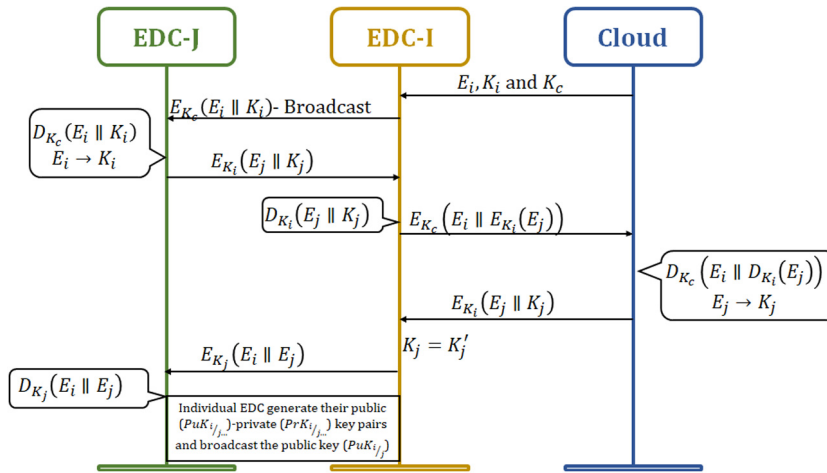 EDC-J
EDC-I
Cloud
E_i, K_i and K_c
E_{K_c}(E_i ∥ K_i)- Broadcast
D_{K_c}(E_i ∥ K_i)
E_i → K_i
E_{K_i}(E_j ∥ K_j)
D_{K_i}(E_j ∥ K_j)
E_{K_c}(E_i ∥ E_{K_i}(E_j))
D_{K_c}(E_i ∥ D_{K_i}(E_j))
E_j → K_j
E_{K_i}(E_j ∥ K_j)
K_j = K_j′
E_{K_j}(E_i ∥ E_j)
D_{K_j}(E_i ∥ E_j)
Individual EDC generate their public
(PuK_{i/j...})-private (PrK_{i/j...}) key pairs
and broadcast the public key (PuK_{i/j})